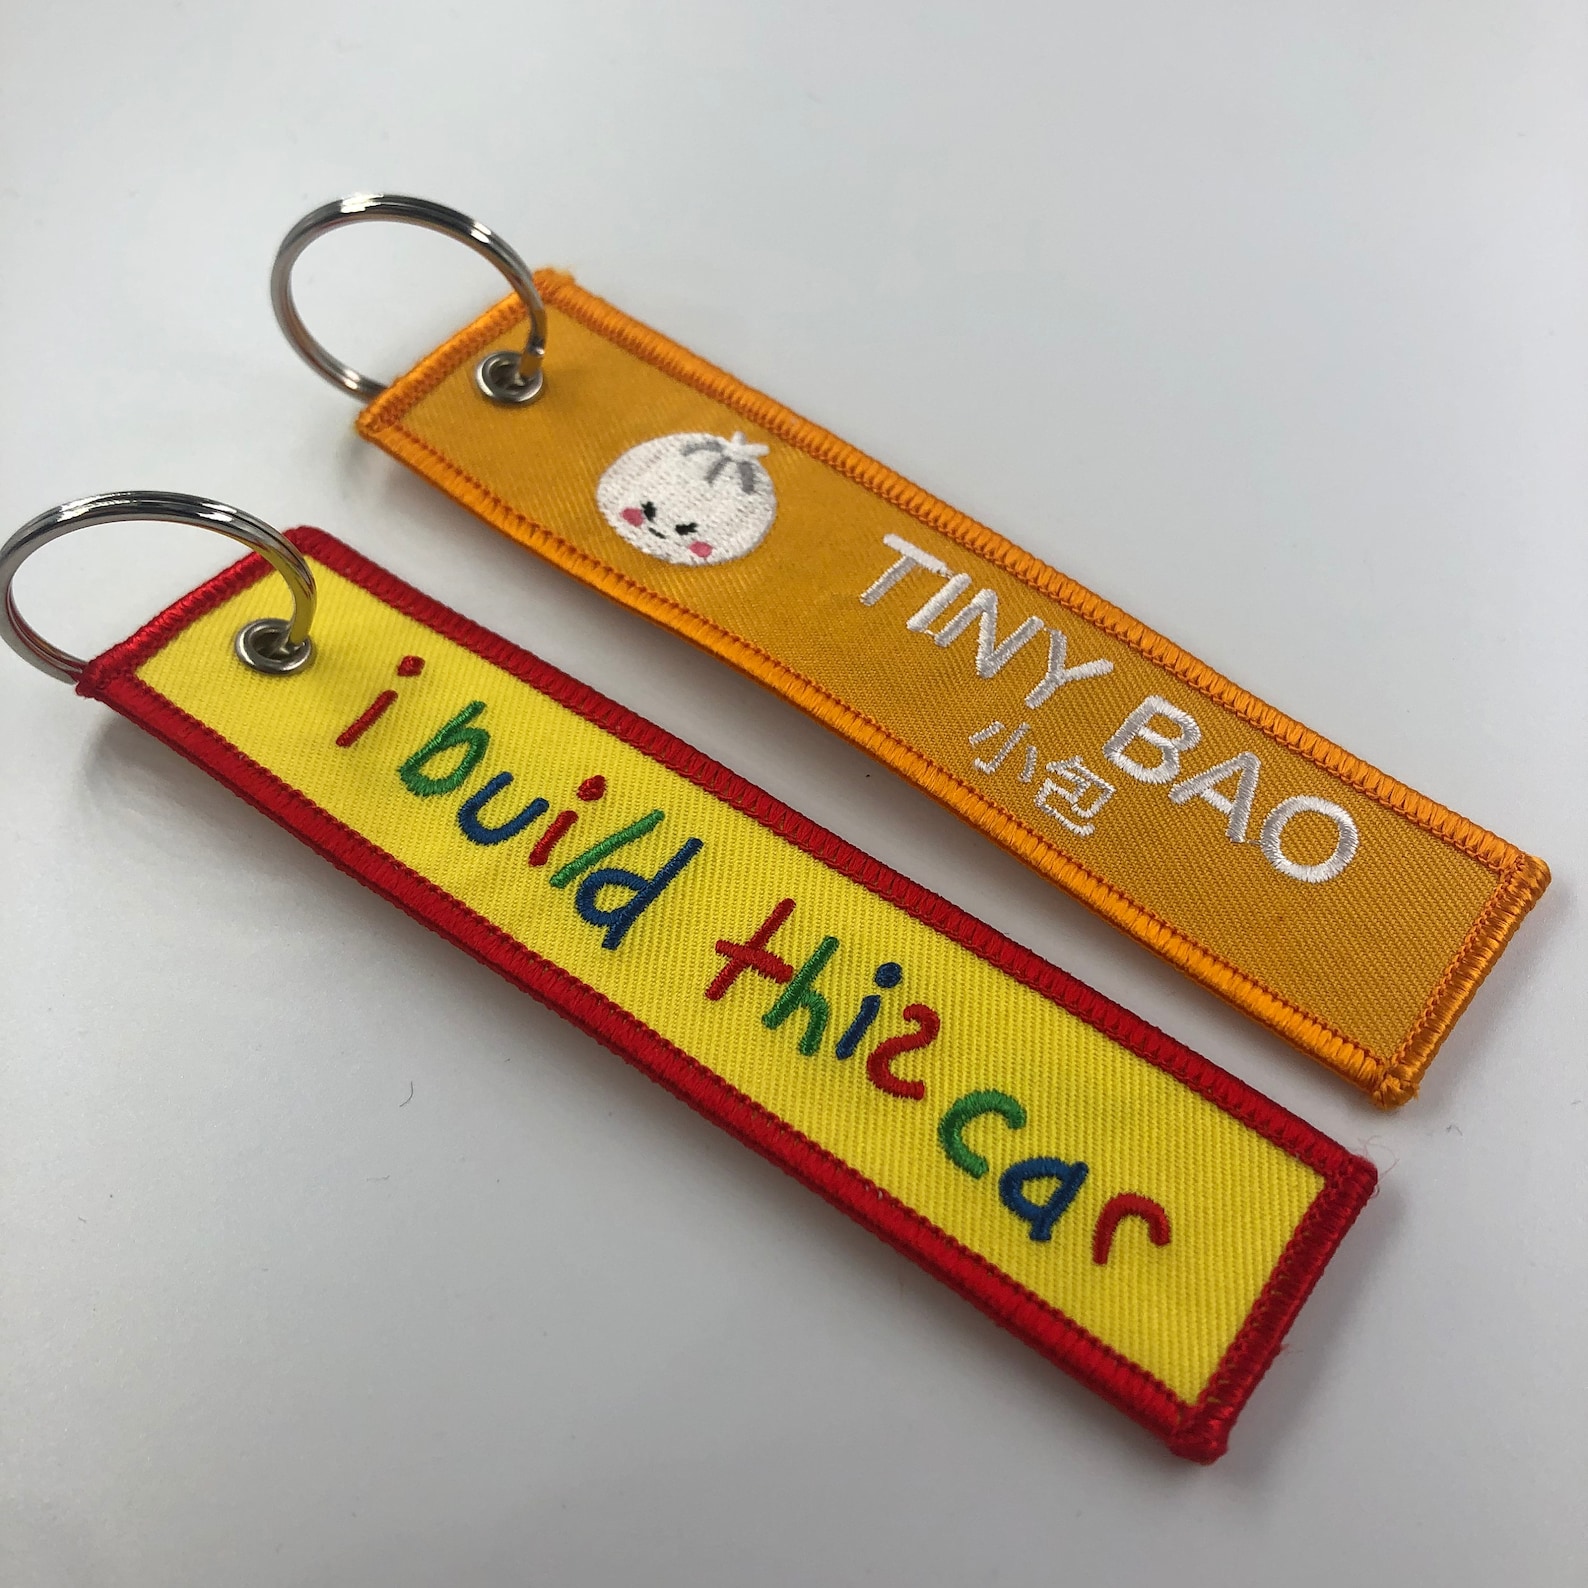 TINY BAO
小包
i build this car